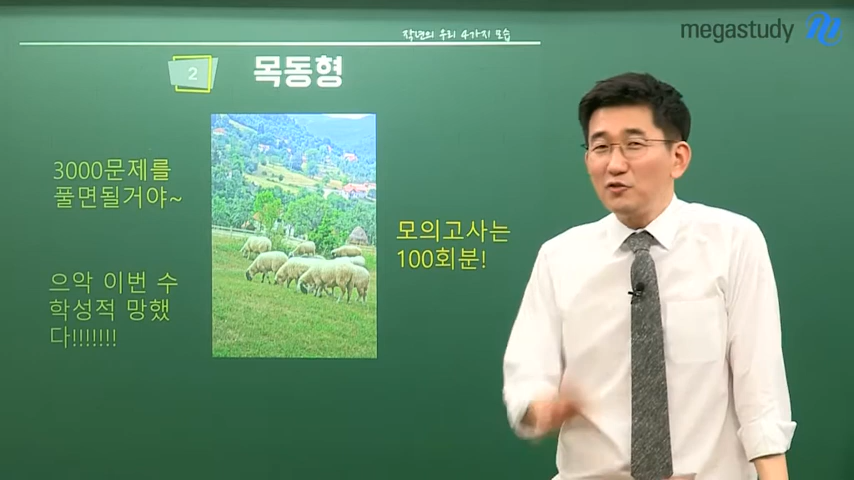 작년의 우리 4가지 모습
megastudy
2
목동형
3000문제를
풀면될거야~
모의고사는
100회분!
으악 이번 수
학성적 망했
다!!!!!!!